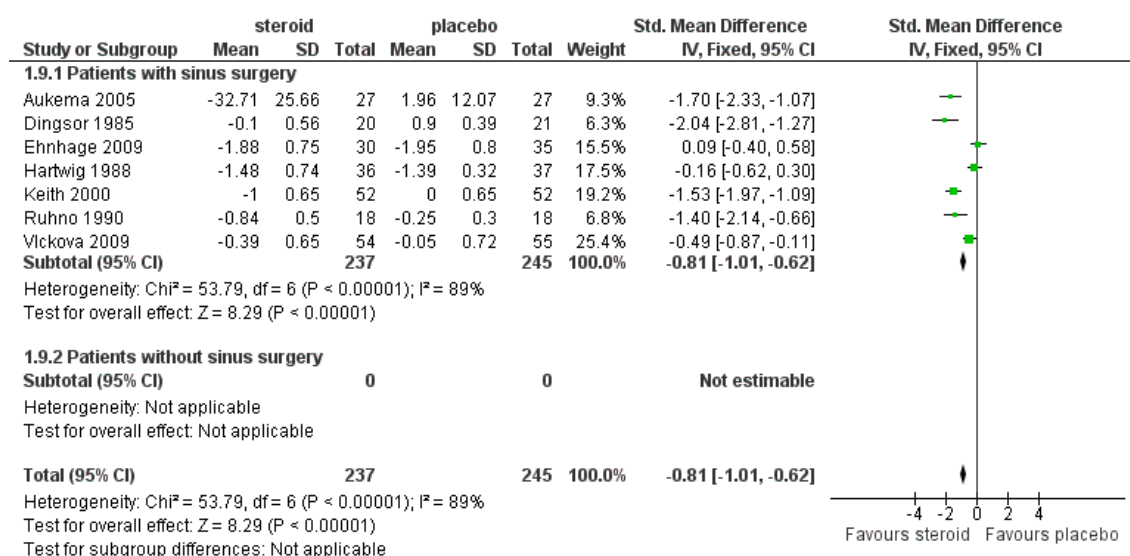 steroid placebo Std. Mean Difference Std. Mean Difference
Study or Subgroup Mean SD Total Mean SD Total Weight IV, Fixed, 95% CI IV, Fixed, 95% CI
1.9.1 Patients with sinus surgery
Aukema 2005 -32.71 25.66 27 1.96 12.07 27 9.3% -1.70 [-2.33, -1.07]
Dingsor 1985 -0.1 0.56 20 0.9 0.39 21 6.3% -2.04 [-2.81, -1.27]
Ehnhage 2009 -1.88 0.75 30 -1.95 0.8 35 15.5% 0.09 [-0.40, 0.58]
Hartwig 1988 -1.48 0.74 36 -1.39 0.32 37 17.5% -0.16 [-0.62, 0.30]
Keith 2000 -1 0.65 52 0 0.65 52 19.2% -1.53 [-1.97, -1.09]
Ruhno 1990 -0.84 0.5 18 -0.25 0.3 18 6.8% -1.40 [-2.14, -0.66]
Vlckova 2009 -0.39 0.65 54 -0.05 0.72 55 25.4% -0.49 [-0.87, -0.11]
Subtotal (95% CI) 237 245 100.0% -0.81 [-1.01, -0.62]
Heterogeneity: Chi² = 53.79, df = 6 (P < 0.00001); I² = 89%
Test for overall effect: Z = 8.29 (P < 0.00001)
1.9.2 Patients without sinus surgery
Subtotal (95% CI) 0 0 Not estimable
Heterogeneity: Not applicable
Test for overall effect: Not applicable
Total (95% CI) 237 245 100.0% -0.81 [-1.01, -0.62]
Heterogeneity: Chi² = 53.79, df = 6 (P < 0.00001); I² = 89%
Test for overall effect: Z = 8.29 (P < 0.00001)
Test for subgroup differences: Not applicable
-4 -2 0 2 4
Favours steroid Favours placebo